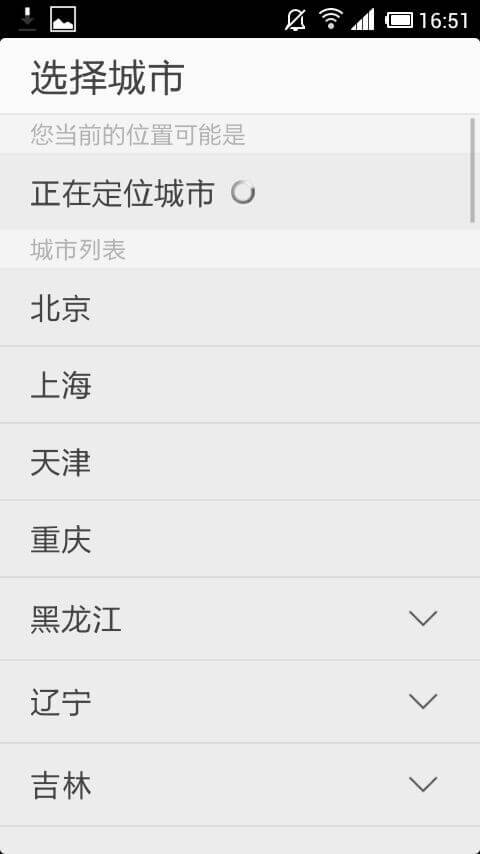 16:51
选择城市
您当前的位置可能是
正在定位城市
城市列表
北京
上海
天津
重庆
黑龙江
辽宁
吉林